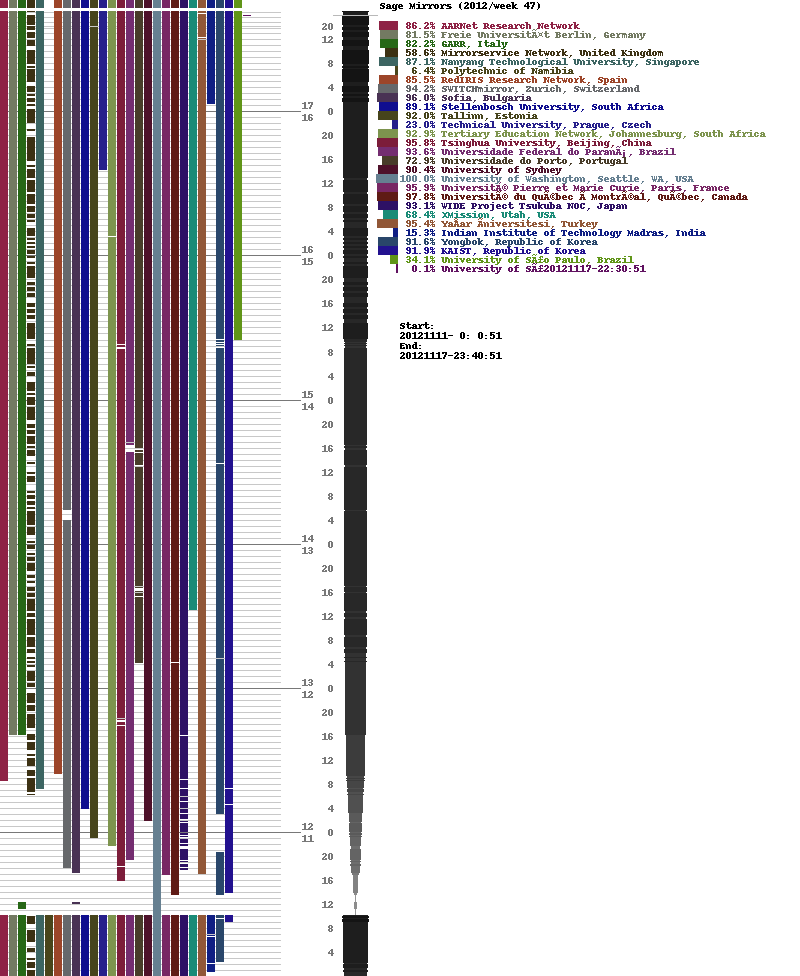 Sage Mirrors (2012/week 47)
86.2% AARNet Research Network
81.5% Freie UniversitÃ¤t Berlin, Germany
82.2% GARR, Italy
58.6% Mirrorservice Network, United Kingdom
87.1% Nanyang Technological University, Singapore
6.4% Polytechnic of Namibia
85.5% RedIRIS Research Network, Spain
94.2% SWITCHmirror, Zurich, Switzerland
96.0% Sofia, Bulgaria
89.1% Stellenbosch University, South Africa
92.0% Tallinn, Estonia
23.0% Technical University, Prague, Czech
92.9% Tertiary Education Network, Johannesburg, South Africa
95.8% Tsinghua University, Beijing, China
93.6% Universidade Federal do ParanÃ¡, Brazil
72.9% Universidade do Porto, Portugal
90.4% University of Sydney
100.0% University of Washington, Seattle, WA, USA
95.9% UniversitÃ© Pierre et Marie Curie, Paris, France
97.8% UniversitÃ© du QuÃ©bec Ã MontrÃ©al, QuÃ©bec, Canada
93.1% WIDE Project Tsukuba NOC, Japan
68.4% XMission, Utah, USA
95.4% YaÅar Ãniversitesi, Turkey
15.3% Indian Institute of Technology Madras, India
91.6% Yongbok, Republic of Korea
91.9% KAIST, Republic of Korea
34.1% University of SÃ£o Paulo, Brazil
0.1% University of SÃ£20121117-22:30:51
Start:
20121111- 0: 0:51
End:
20121117-23:40:51
20
12
8
4
17
0
16
20
16
12
8
4
16
0
15
20
16
12
8
4
15
0
14
20
16
12
8
4
14
0
13
20
16
12
8
4
13
0
12
20
16
12
8
4
12
0
11
20
16
12
8
4